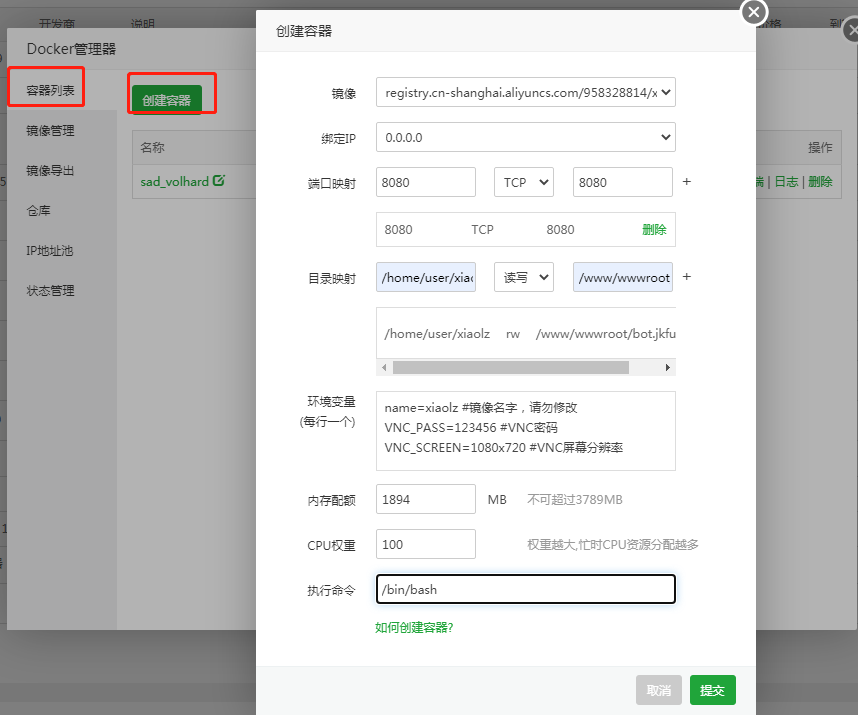 开发商
说明
Docker管理器
容器列表
镜像管理
镜像导出
仓库
IP地址池
状态管理
创建容器
名称
操作
sad_volhard
| 日志 | 删除
创建容器
镜像 registry.cn-shanghai.aliyuncs.com/958328814/x
绑定IP 0.0.0.0
端口映射 8080 TCP 8080 +
8080 TCP 8080 删除
目录映射 /home/user/xiao 读写 /www/wwwroot +
/home/user/xiaolz rw /www/wwwroot/bot.jkfu
环境变量
(每行一个)
name=xiaolz #镜像名字，请勿修改
VNC_PASS=123456 #VNC密码
VNC_SCREEN=1080x720 #VNC屏幕分辨率
内存配额 1894 MB 不可超过3789MB
CPU权重 100 权重越大,忙时CPU资源分配越多
执行命令 /bin/bash
如何创建容器?
取消 提交